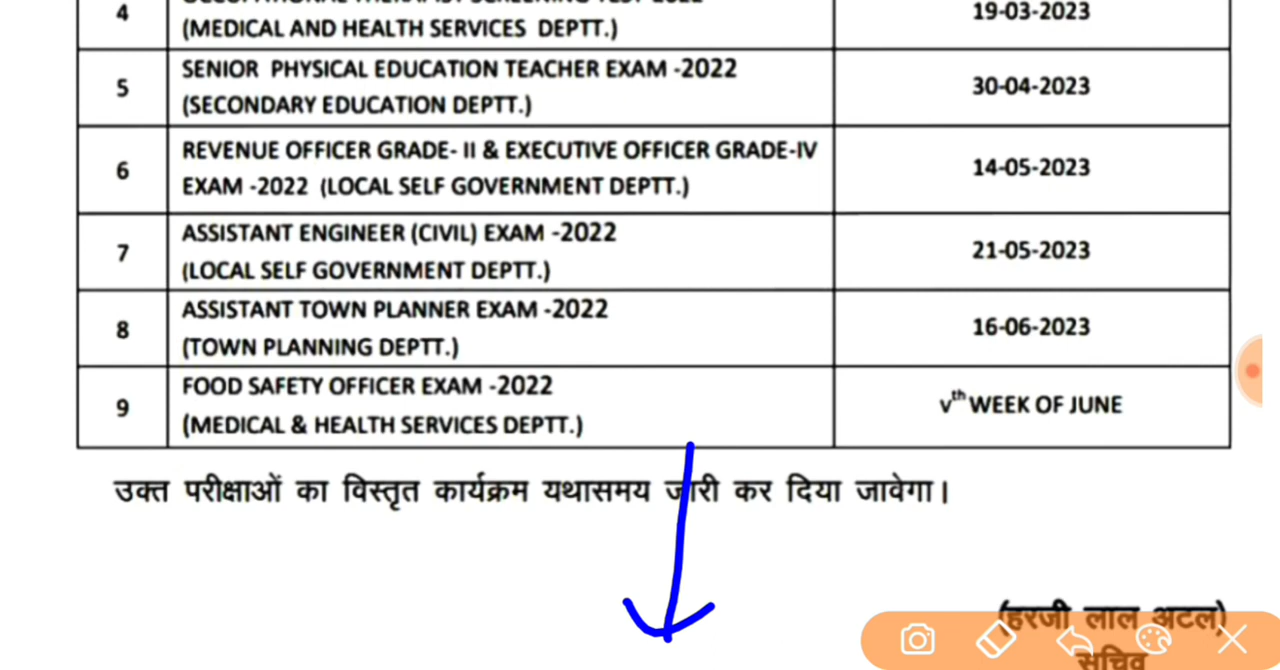 4
(MEDICAL AND HEALTH SERVICES DEPTT.)
19-03-2023
5
SENIOR PHYSICAL EDUCATION TEACHER EXAM -2022
(SECONDARY EDUCATION DEPTT.)
30-04-2023
6
REVENUE OFFICER GRADE- II & EXECUTIVE OFFICER GRADE-IV
EXAM -2022 (LOCAL SELF GOVERNMENT DEPTT.)
14-05-2023
7
ASSISTANT ENGINEER (CIVIL) EXAM -2022
(LOCAL SELF GOVERNMENT DEPTT.)
21-05-2023
8
ASSISTANT TOWN PLANNER EXAM -2022
(TOWN PLANNING DEPTT.)
16-06-2023
9
FOOD SAFETY OFFICER EXAM -2022
(MEDICAL & HEALTH SERVICES DEPTT.)
Vth WEEK OF JUNE
उक्त परीक्षाओं का विस्तृत कार्यक्रम यथासमय जारी कर दिया जावेगा।
(हरजी लाल अटल)
सचिव